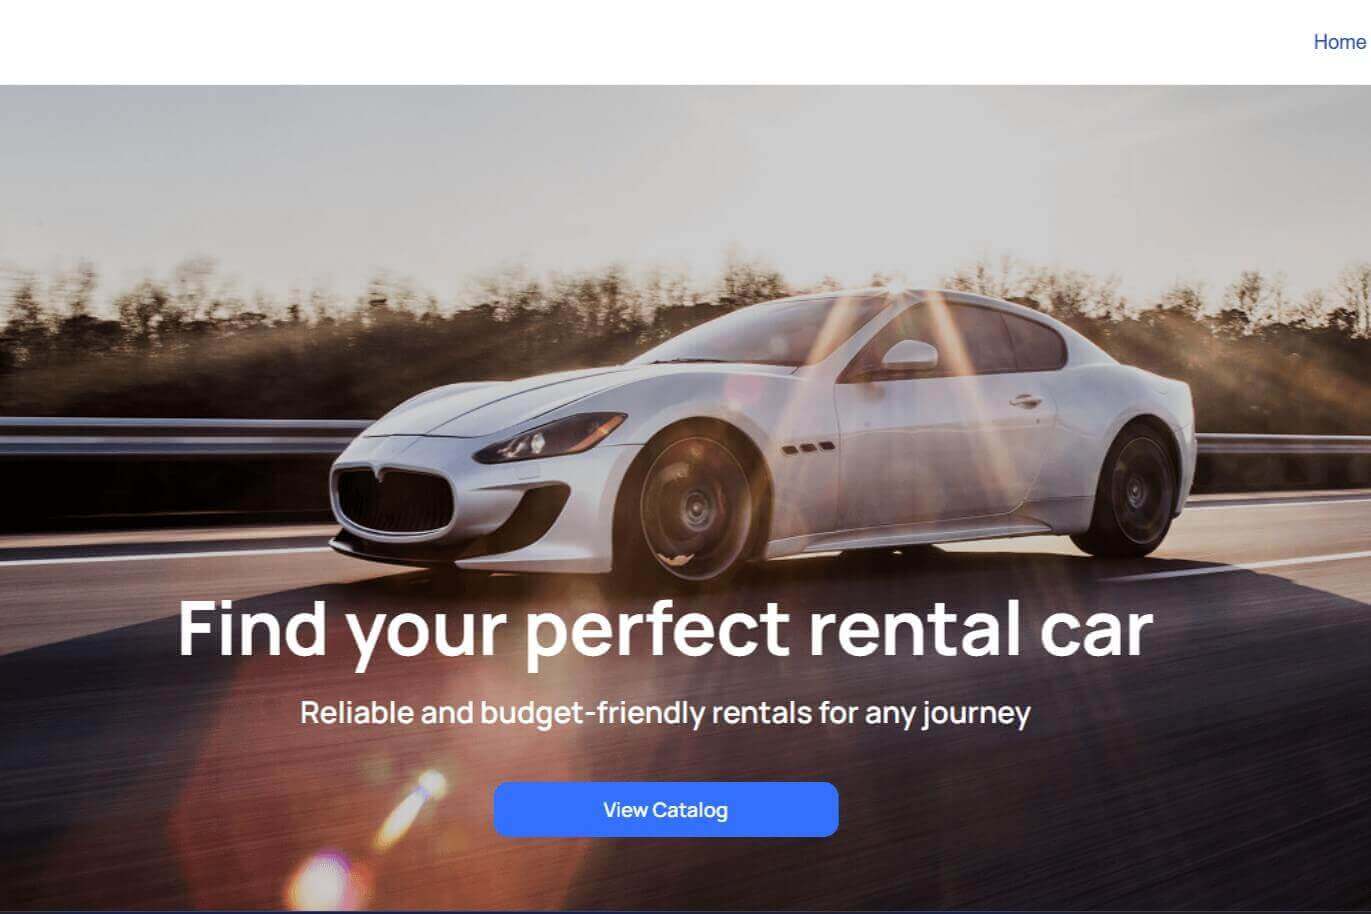 Home
Find your perfect rental car
Reliable and budget-friendly rentals for any journey
View Catalog